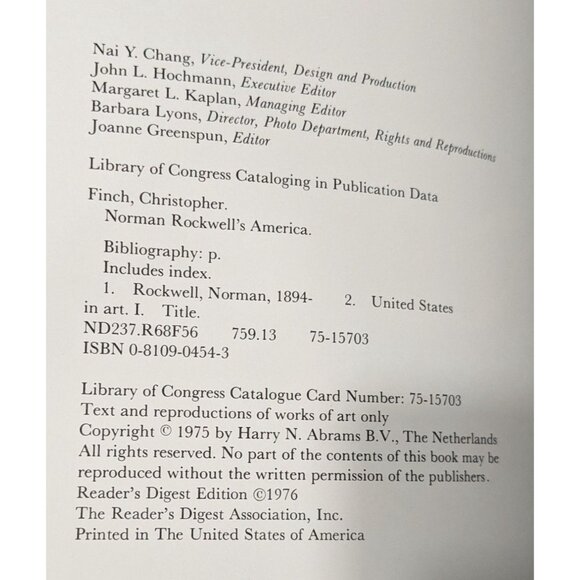 Nai Y. Chang, Vice-President, Design and Production
John L. Hochmann, Executive Editor
Margaret L. Kaplan, Managing Editor
Barbara Lyons, Director, Photo Department, Rights and Reproductions
Joanne Greenspun, Editor
Library of Congress Cataloging in Publication Data
Finch, Christopher.
Norman Rockwell's America.
Bibliography: p.
Includes index.
1. Rockwell, Norman, 1894- 2. United States
in art. I. Title.
ND237.R68F56 759.13 75-15703
ISBN 0-8109-0454-3
Library of Congress Catalogue Card Number: 75-15703
Text and reproductions of works of art only
Copyright © 1975 by Harry N. Abrams B.V., The Netherlands
All rights reserved. No part of the contents of this book may be
reproduced without the written permission of the publishers.
Reader's Digest Edition ©1976
The Reader's Digest Association, Inc.
Printed in The United States of America